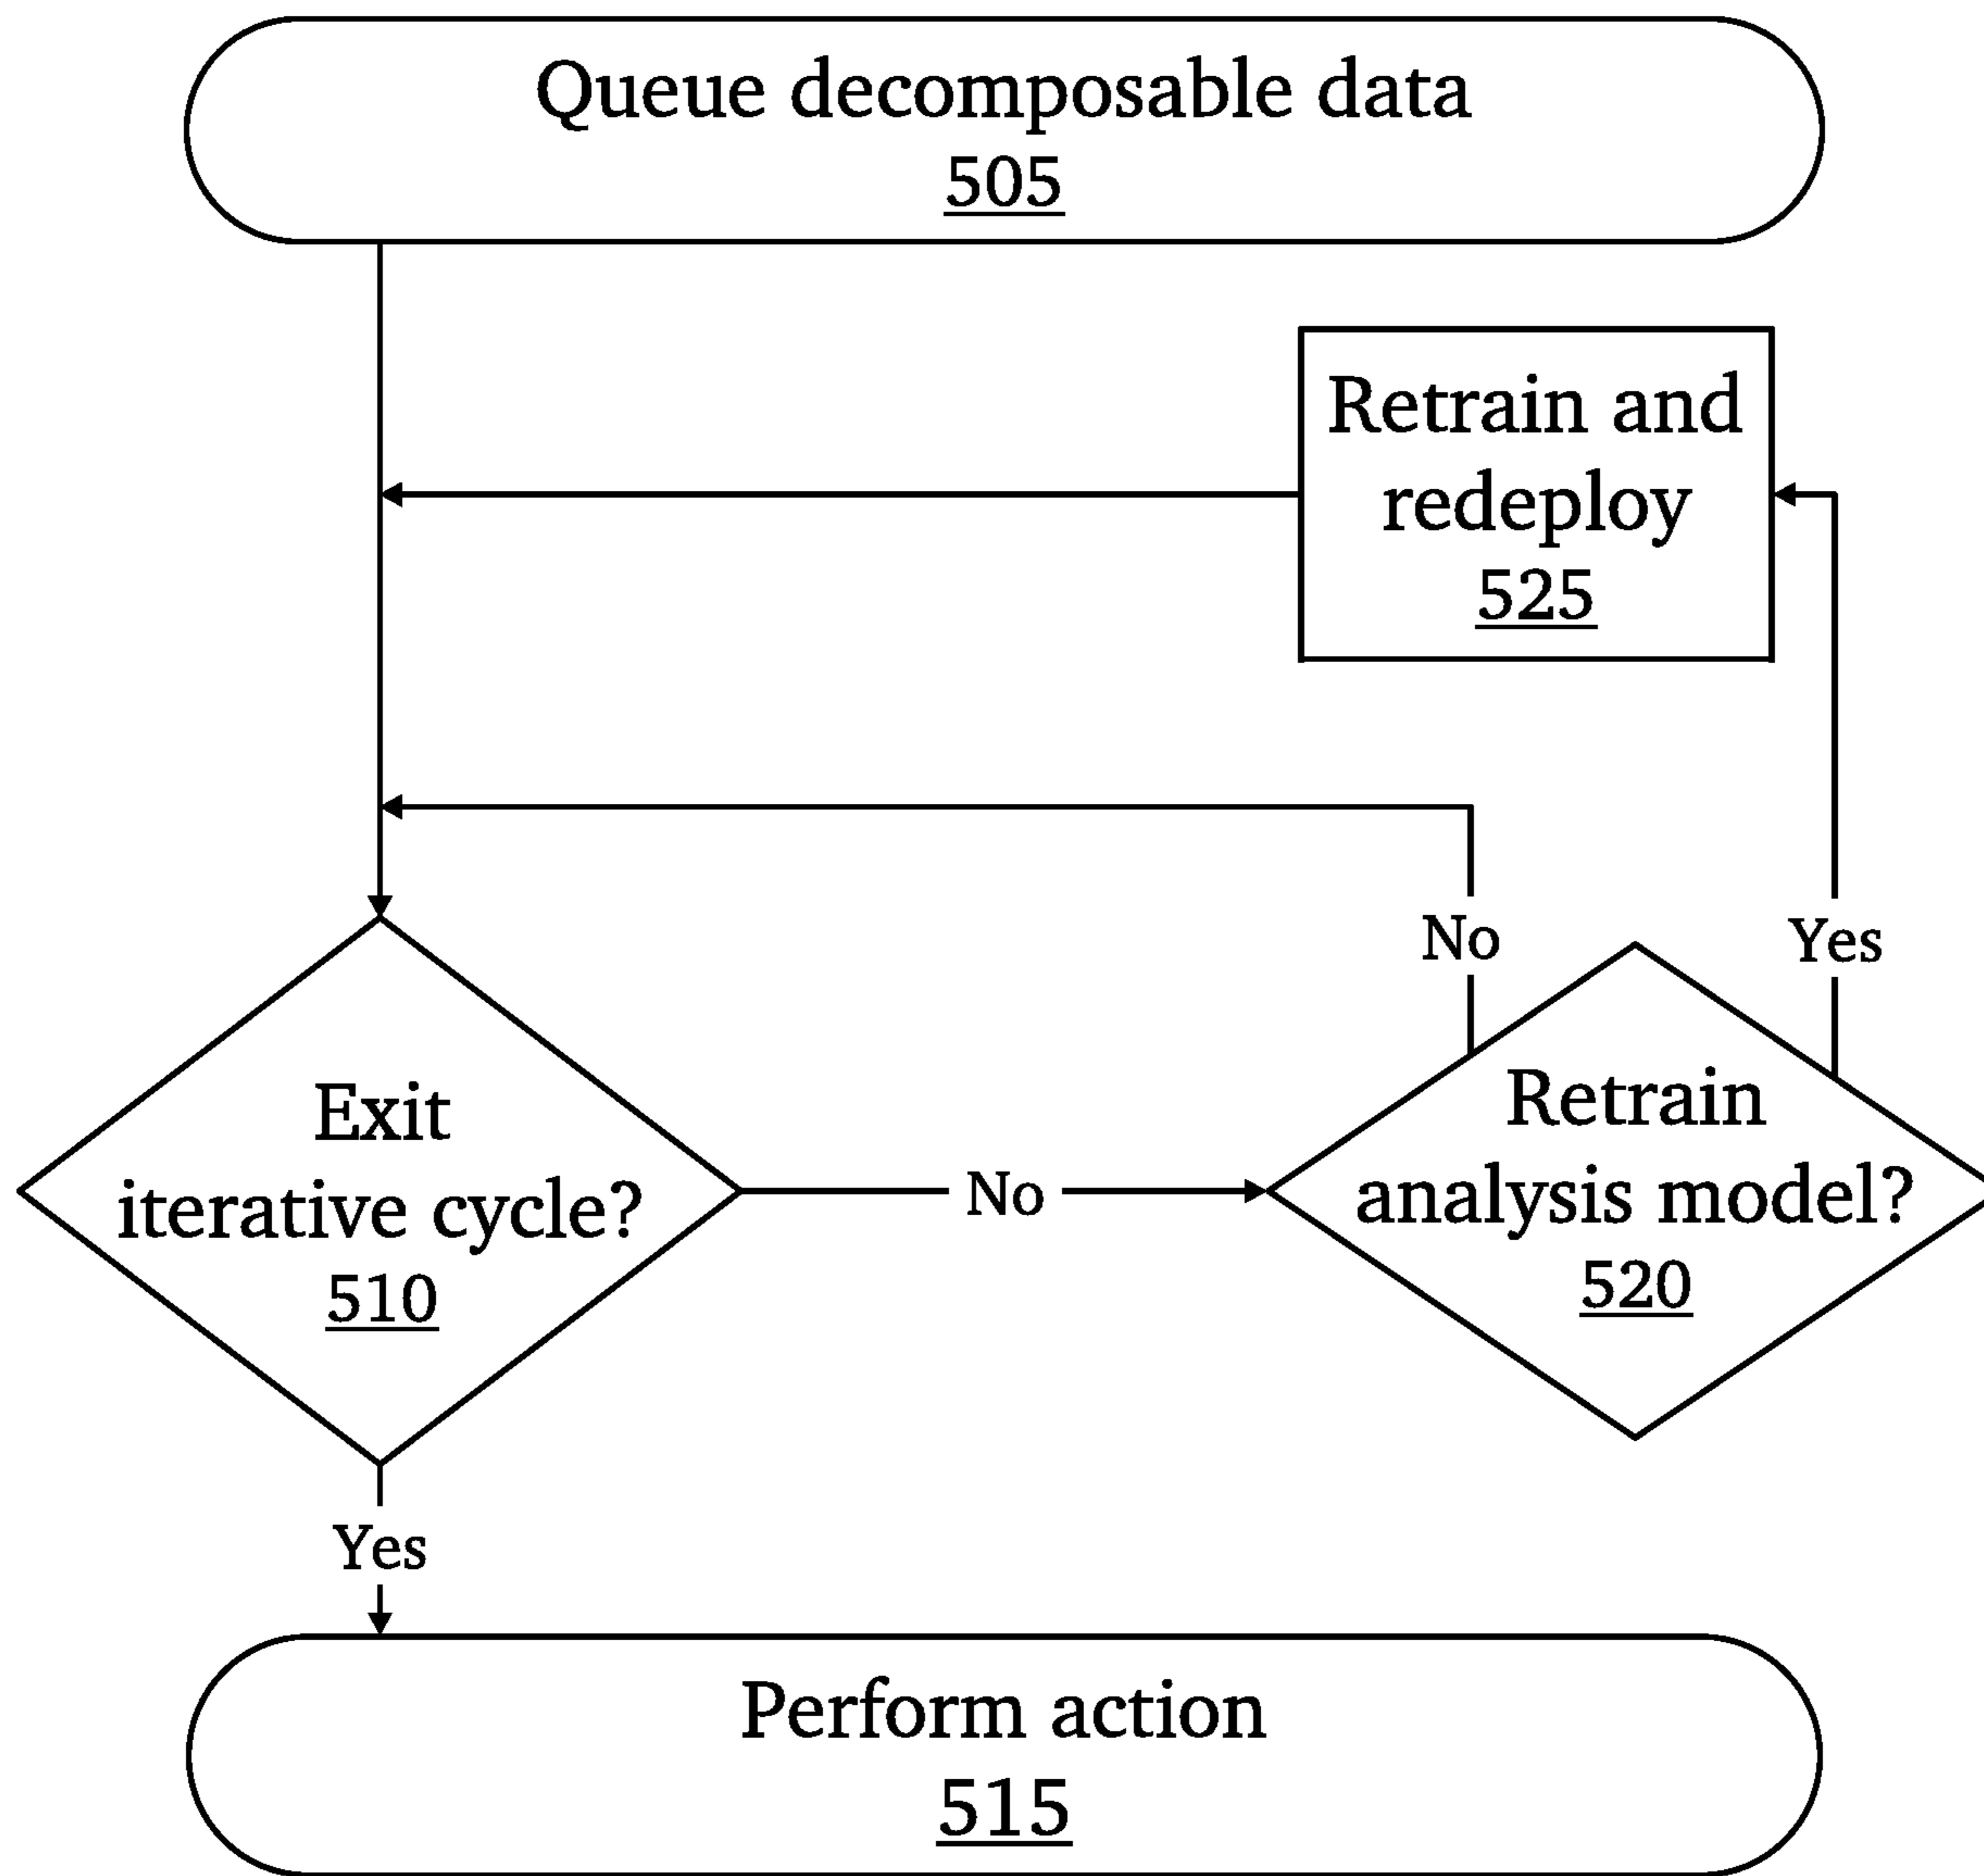 Queue decomposable data
505
Retrain and
redeploy
525
No
Yes
Exit
iterative cycle?
510
No
Retrain
analysis model?
520
Yes
Perform action
515